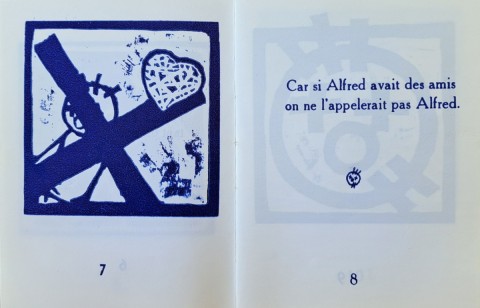 7
Car si Alfred avait des amis
on ne l'appelerait pas Alfred.
8